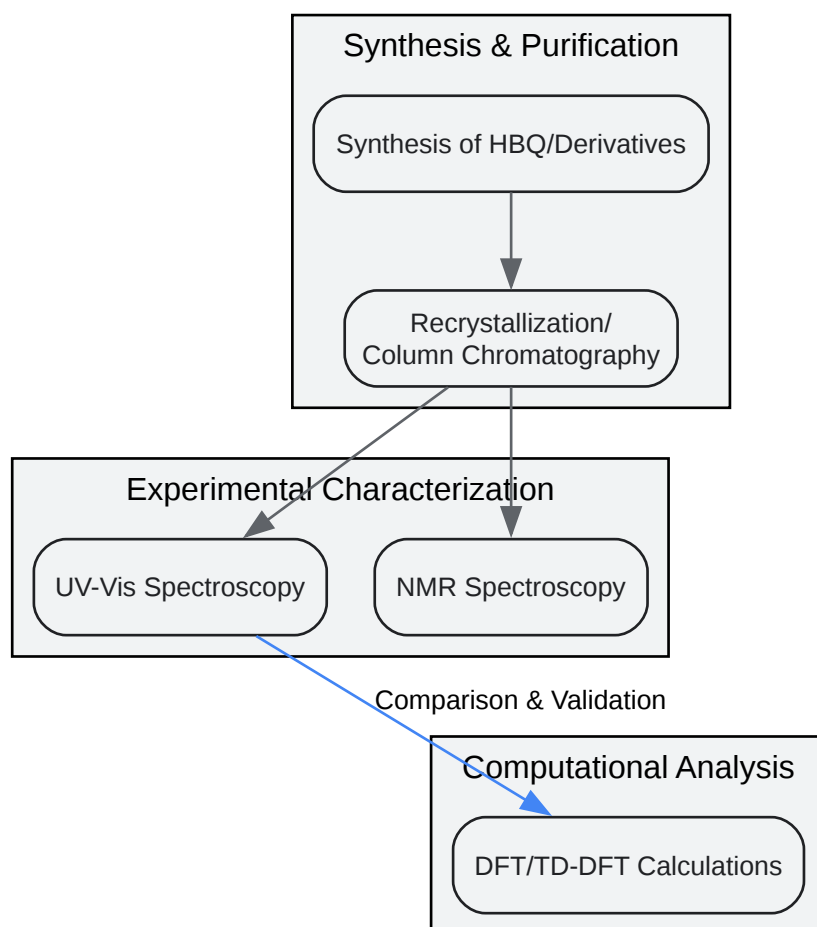 Synthesis & Purification
Synthesis of HBQ/Derivatives
Recrystallization/
Column Chromatography
Experimental Characterization
UV-Vis Spectroscopy
NMR Spectroscopy
Comparison & Validation
Computational Analysis
DFT/TD-DFT Calculations